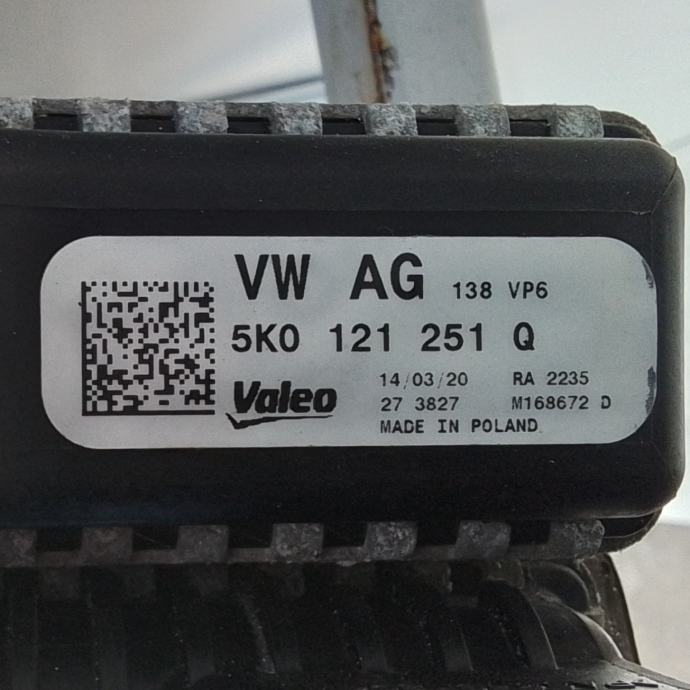 VW AG 138 VP6
5K0 121 251 Q
Valeo
14/03/20 RA 2235
27 3827 M168672 D
MADE IN POLAND